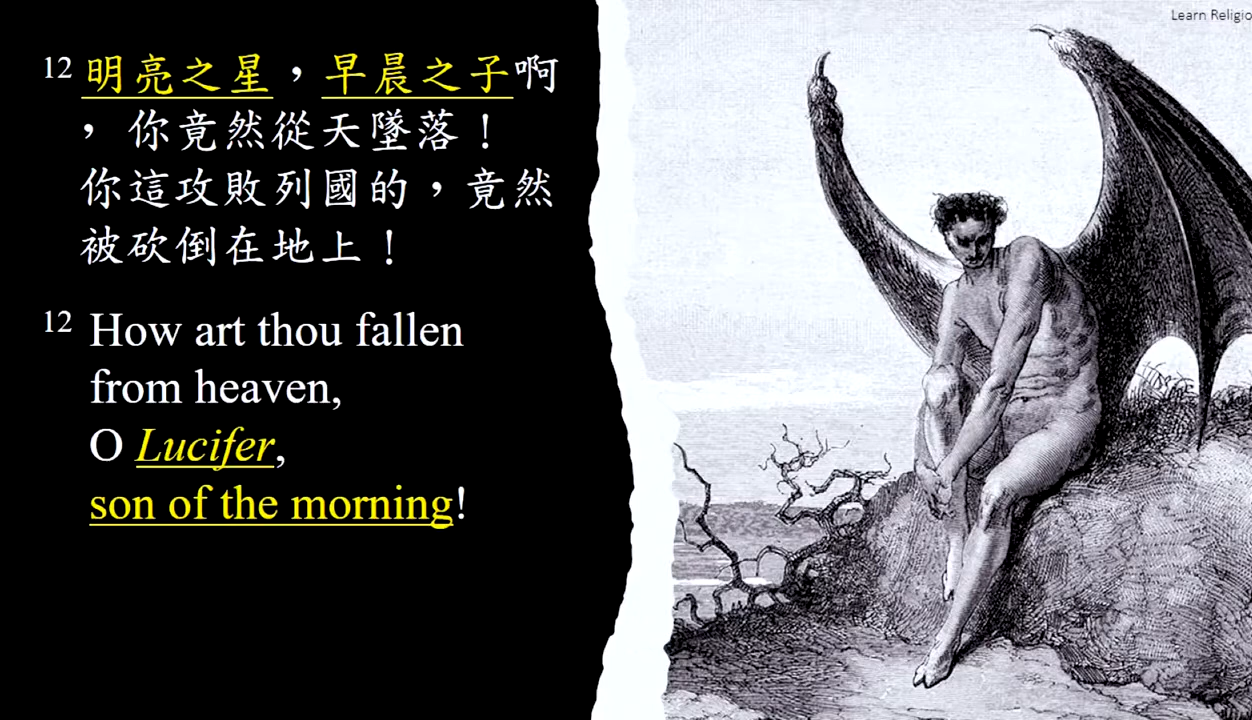 12 明亮之星，早晨之子啊
，你竟然從天墜落！
你這攻敗列國的，竟然
被砍倒在地上！
12 How art thou fallen
from heaven,
O Lucifer,
son of the morning!
Learn Religio